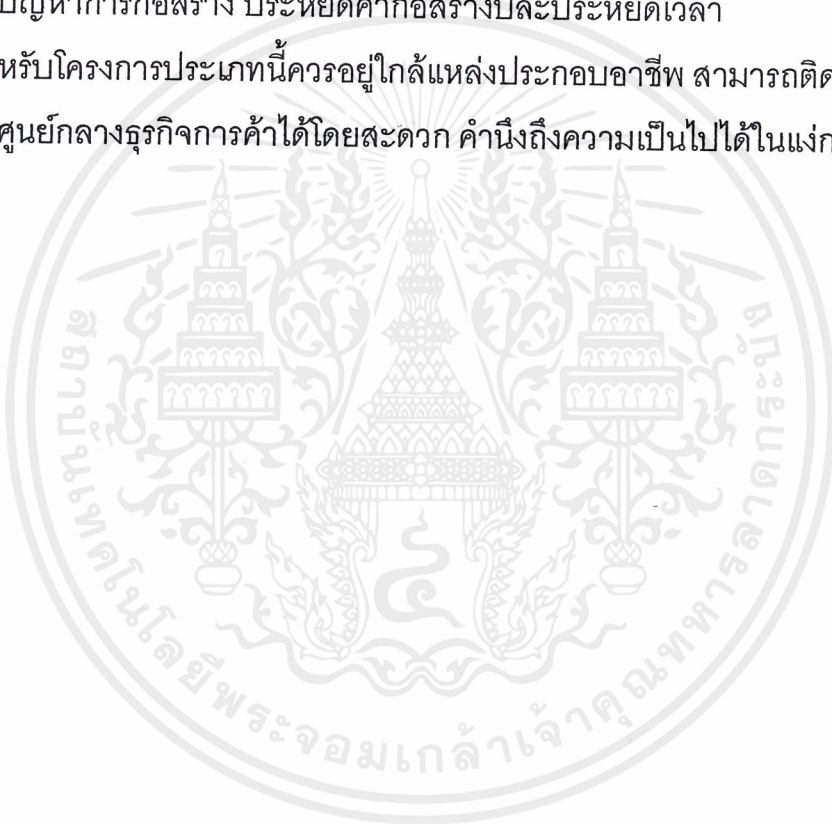 ปัญหาการก่อสร้าง ประหยัดค่าก่อสร้างปละประหยัดเวลา
หรับโครงการประเภทนี้ควรอยู่ใกล้แหล่งประกอบอาชีพ สามารถติด
ศูนย์กลางธุรกิจการค้าได้โดยสะดวก คำนึงถึงความเป็นไปได้ในแง่ก
สถาบันเทคโนโลยีพระจอมเกล้าเจ้าคุณทหารลาดกระบัง